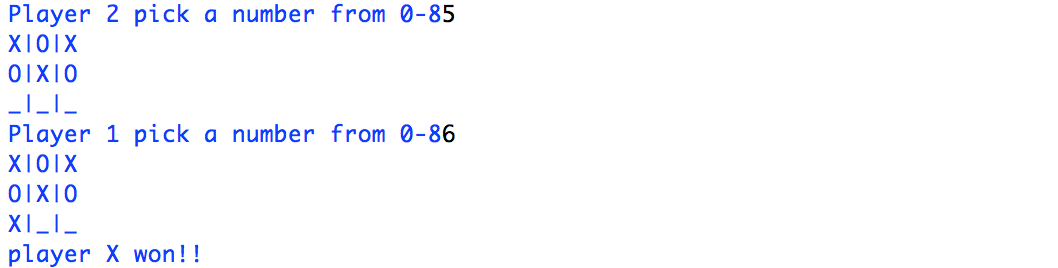 Player 2 pick a number from 0-85
X|O|X
O|X|O
_|_|_
Player 1 pick a number from 0-86
X|O|X
O|X|O
X|_|_
player X won!!